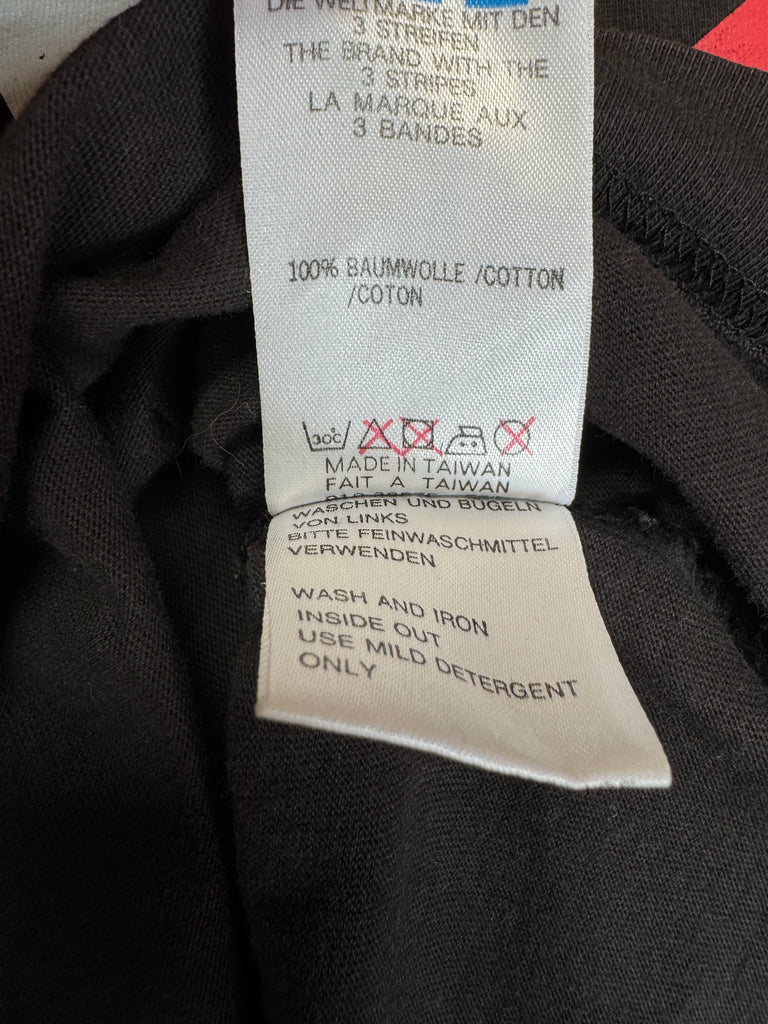 DIE WELTMARKE MIT DEN
3 STREIFEN
THE BRAND WITH THE
3 STRIPES
LA MARQUE AUX
3 BANDES
100% BAUMWOLLE /COTTON
/COTON
30°C
MADE IN TAIWAN
FAIT A TAIWAN
WASCHEN UND BÜGELN
VON LINKS
BITTE FEINWASCHMITTEL
VERWENDEN
WASH AND IRON
INSIDE OUT
USE MILD DETERGENT
ONLY